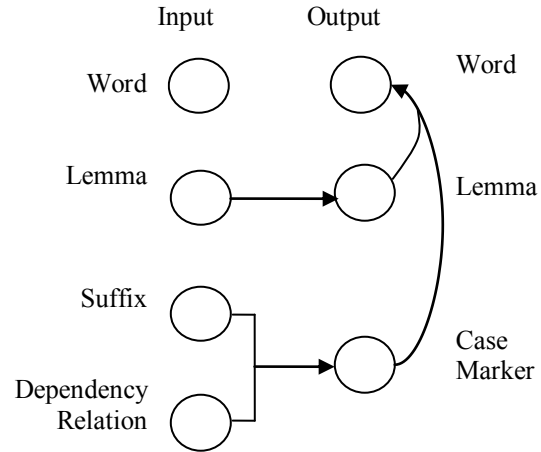 Input Output
Word Word
Lemma Lemma
Suffix Case
Marker
Dependency
Relation